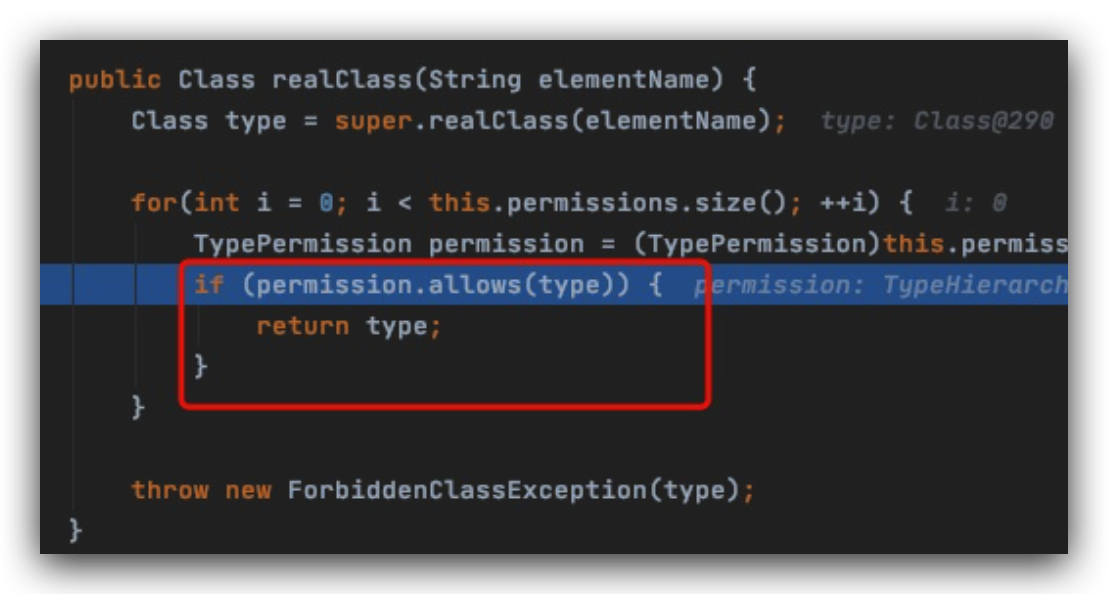 public Class realClass(String elementName) {
Class type = super.realClass(elementName); type: Class@290
for(int i = 0; i < this.permissions.size(); ++i) { i: 0
TypePermission permission = (TypePermission)this.permiss
if (permission.allows(type)) { permission: TypeHierarch
return type;
}
}
throw new ForbiddenClassException(type);
}